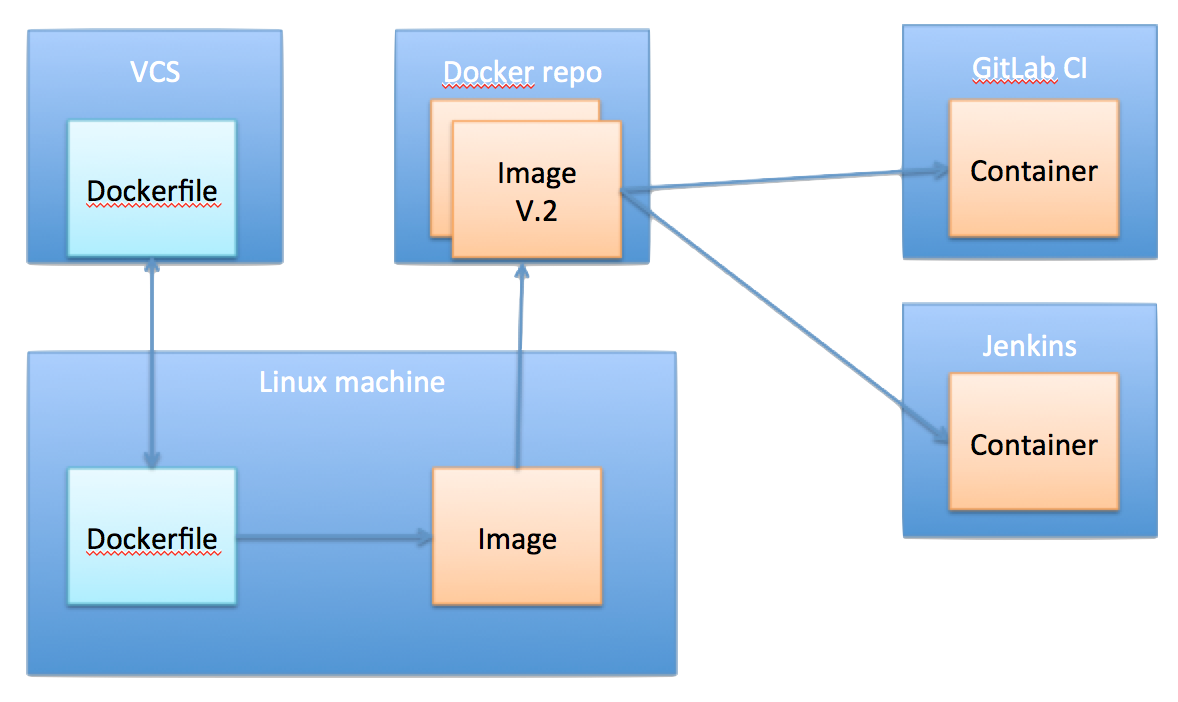 VCS
Dockerfile
Docker repo
Image
V.2
GitLab CI
Container
Jenkins
Container
Linux machine
Dockerfile
Image